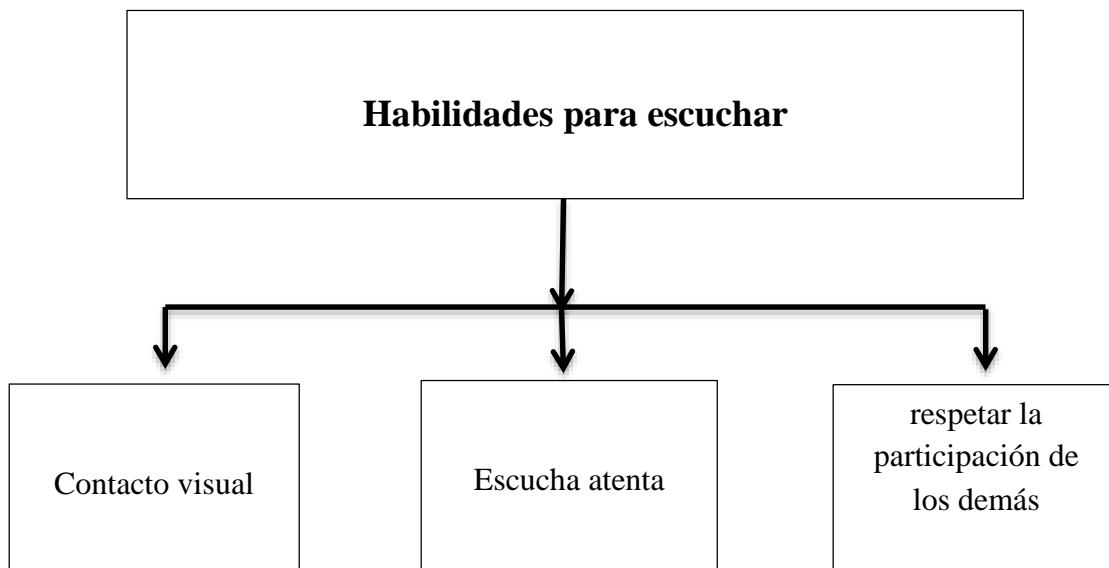 Habilidades para escuchar
Contacto visual
Escucha atenta
respetar la
participación de
los demás